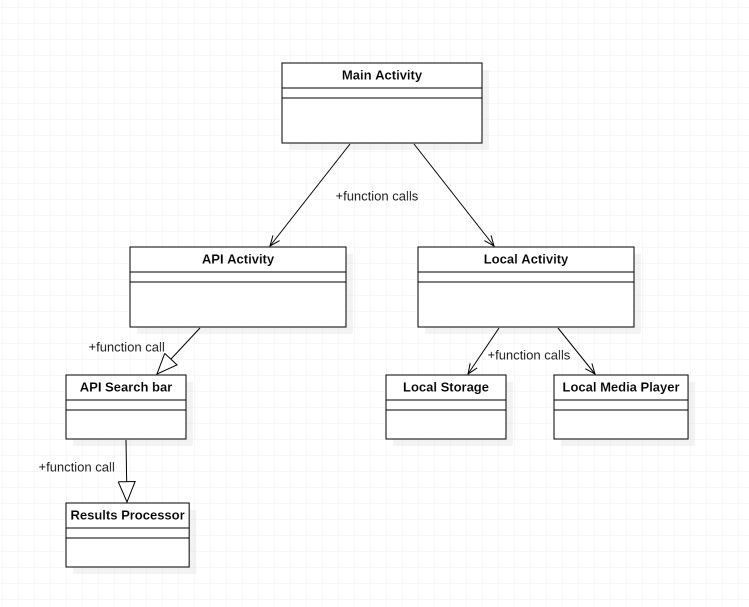 Main Activity
+function calls
API Activity
Local Activity
+function call
+function calls
API Search bar
Local Storage
Local Media Player
+function call
Results Processor